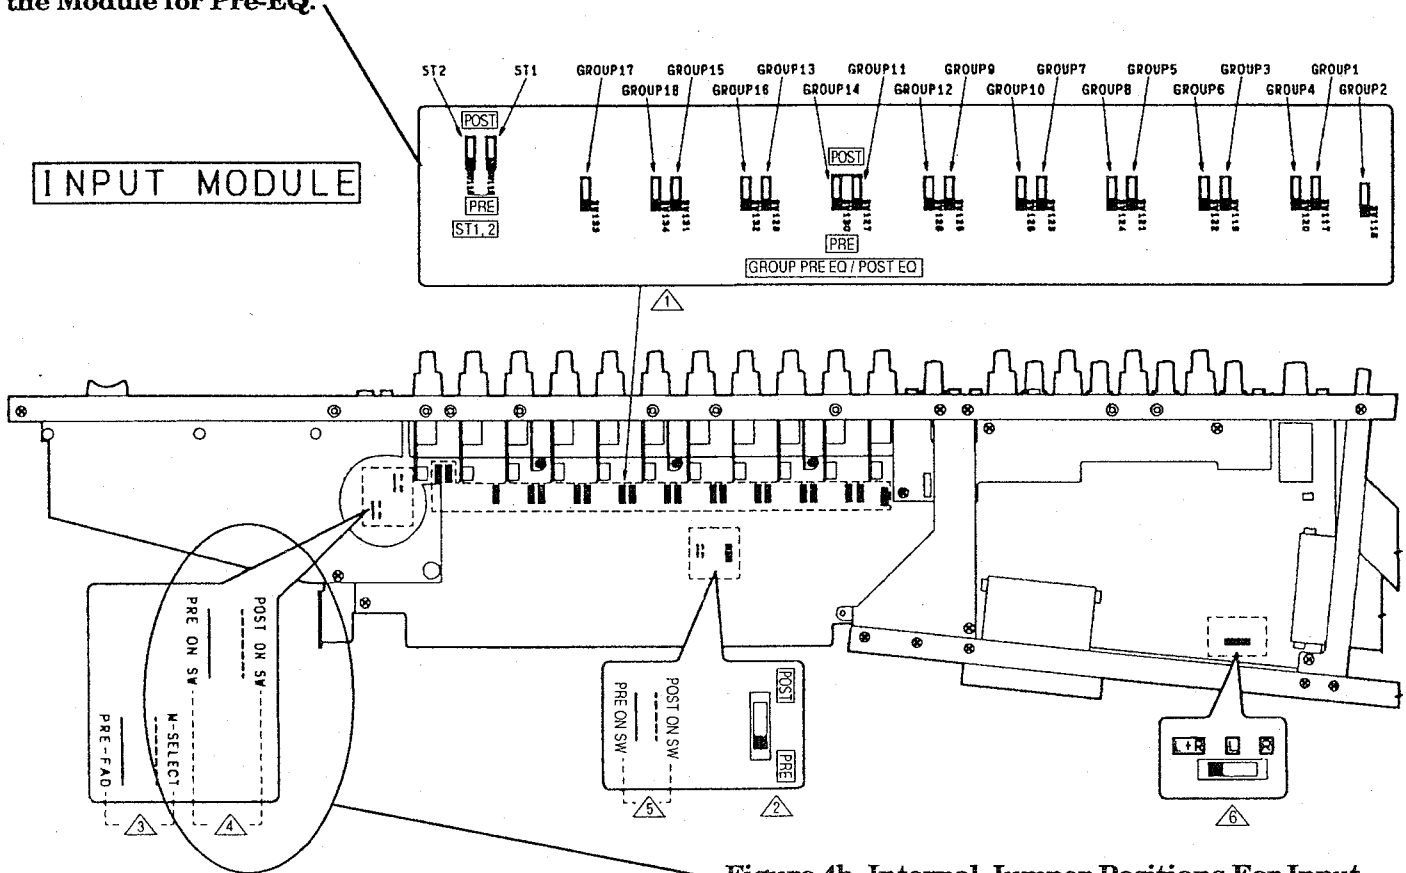 the Module for Pre-EQ.
ST2 ST1 GROUP17 GROUP15 GROUP13 GROUP11 GROUP9 GROUP7 GROUP5 GROUP3 GROUP1
GROUP18 GROUP16 GROUP14 GROUP12 GROUP10 GROUP8 GROUP6 GROUP4 GROUP2
POST
POST
INPUT MODULE
PRE
ST1,2
PRE
GROUP PRE EQ / POST EQ
1
POST ON SW
PRE ON SW
M-SELECT
PRE-FAD
3
4
POST ON SW
PRE ON SW
POST
PRE
5
2
L+R L R
6
Figure 4b. Internal Jumper Positions For Input